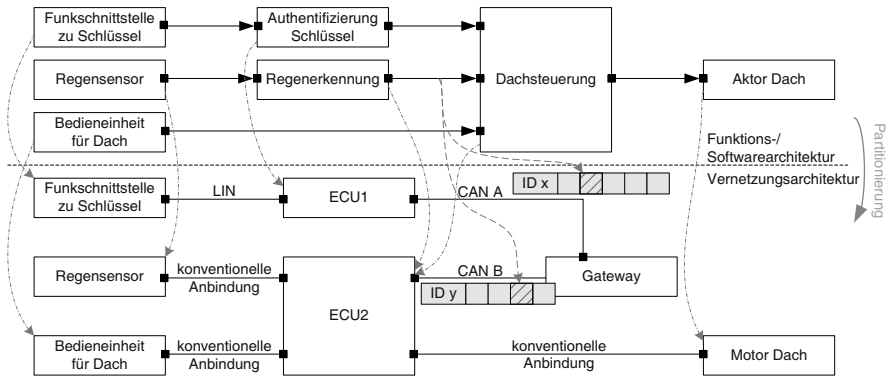 Funkschnittstelle
zu Schlüssel
Authentifizierung
Schlüssel
Regensensor
Regenerkennung
Dachsteuerung
Aktor Dach
Bedieneinheit
für Dach
Funktions-/
Softwarearchitektur
Vernetzungsarchitektur
Partitionierung
Funkschnittstelle
zu Schlüssel
LIN
ECU1
CAN A
ID x
Regensensor
konventionelle
Anbindung
ECU2
CAN B
ID y
Gateway
Bedieneinheit
für Dach
konventionelle
Anbindung
konventionelle
Anbindung
Motor Dach